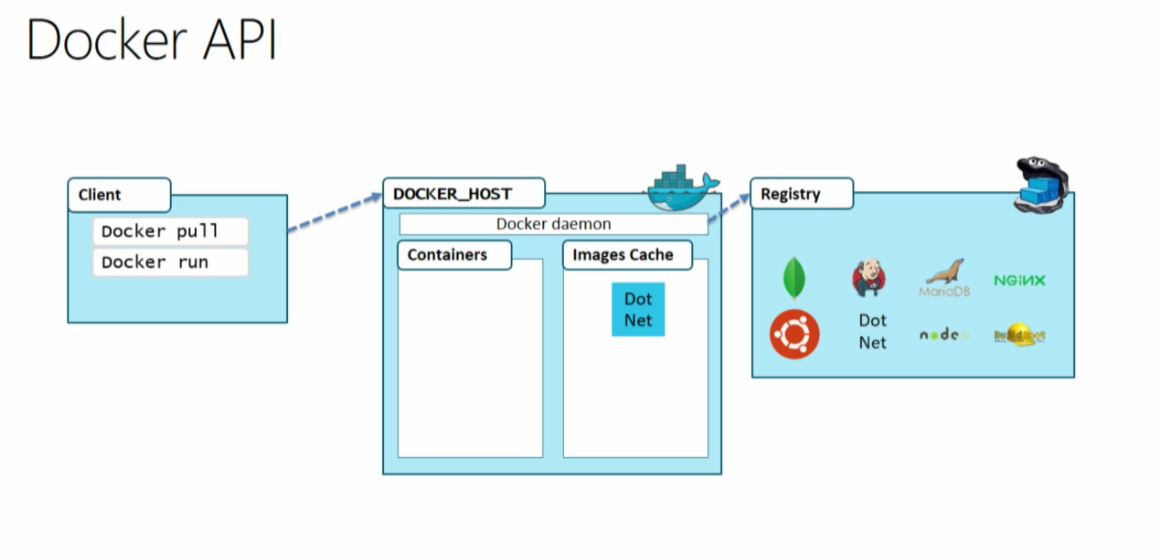 Docker API
Client
Docker pull
Docker run
DOCKER_HOST
Docker daemon
Containers
Images Cache
Dot
Net
Registry
MariaDB
NGINX
Dot
Net
node
BuildRoot